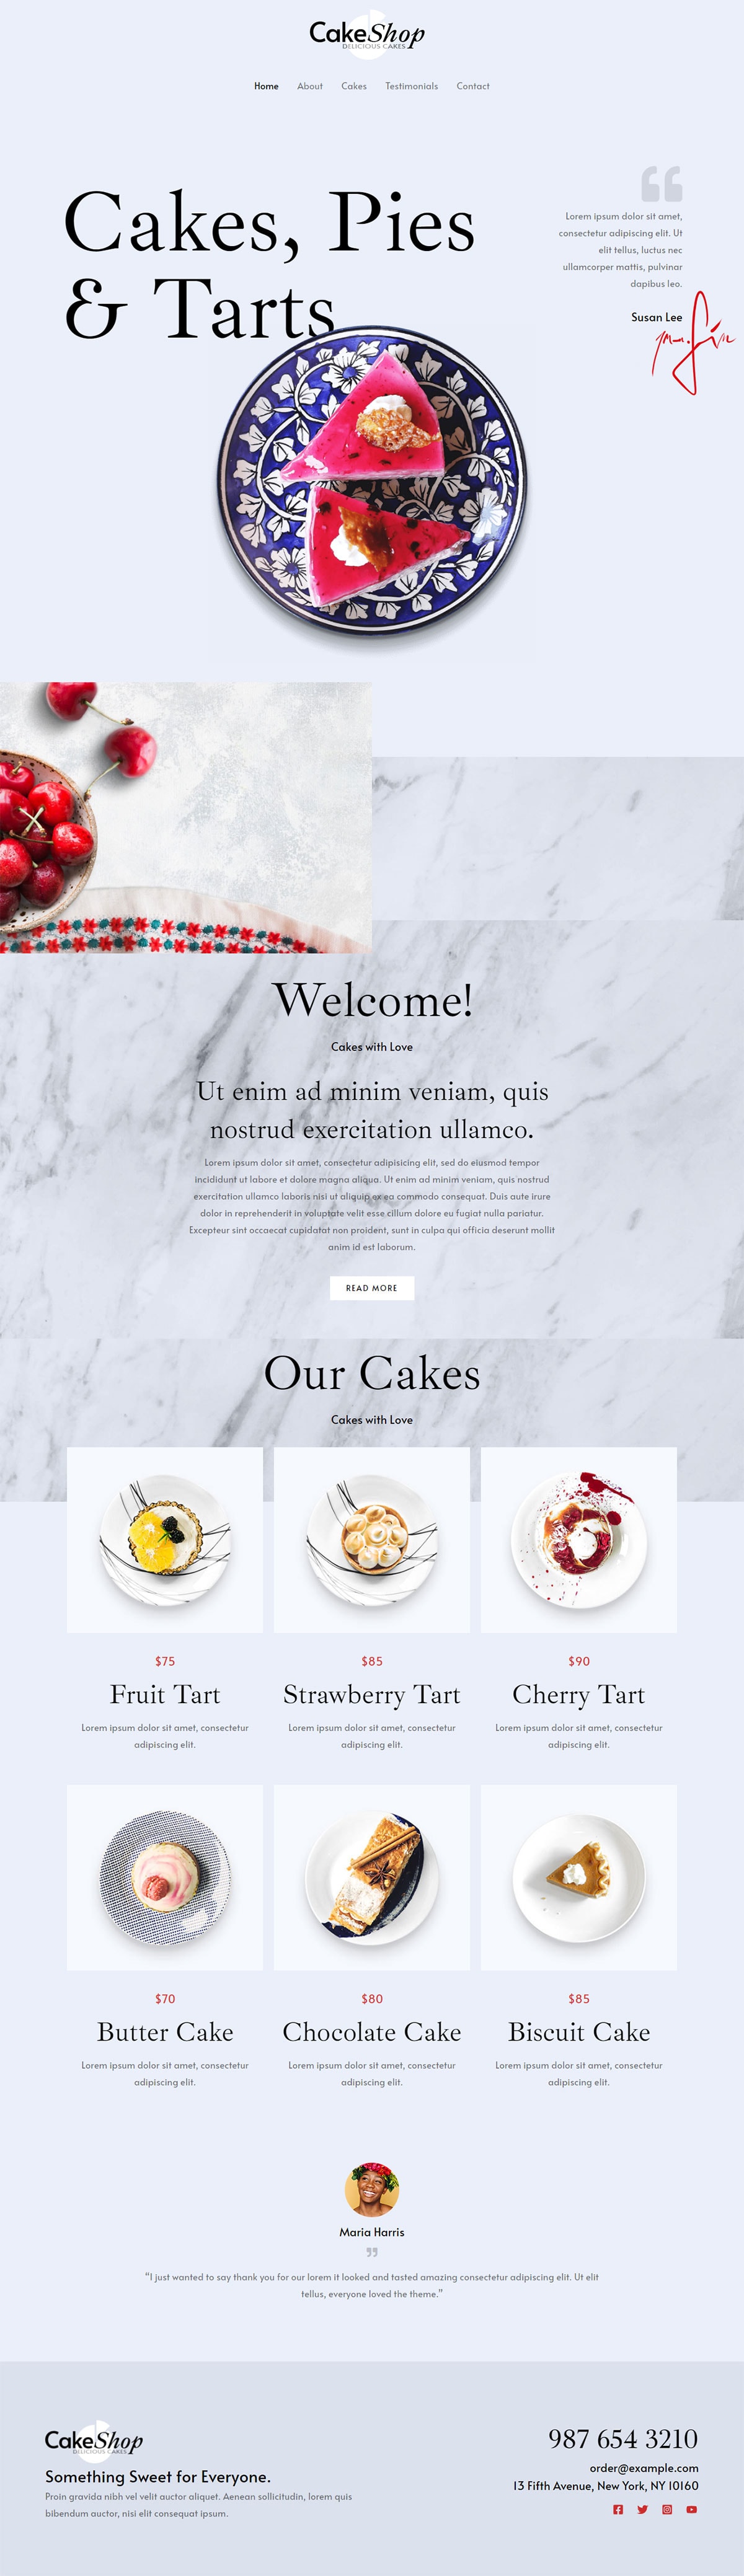 CakeShop
DELICIOUS CAKES
Home About Cakes Testimonials Contact
Cakes, Pies
& Tarts
Lorem ipsum dolor sit amet,
consectetur adipiscing elit. Ut
elit tellus, luctus nec
ullamcorper mattis, pulvinar
dapibus leo.
Susan Lee
Welcome!
Cakes with Love
Ut enim ad minim veniam, quis
nostrud exercitation ullamco.
Lorem ipsum dolor sit amet, consectetur adipisicing elit, sed do eiusmod tempor
incididunt ut labore et dolore magna aliqua. Ut enim ad minim veniam, quis nostrud
exercitation ullamco laboris nisi ut aliquip ex ea commodo consequat. Duis aute irure
dolor in reprehenderit in voluptate velit esse cillum dolore eu fugiat nulla pariatur.
Excepteur sint occaecat cupidatat non proident, sunt in culpa qui officia deserunt mollit
anim id est laborum.
READ MORE
Our Cakes
Cakes with Love
$75
Fruit Tart
Lorem ipsum dolor sit amet, consectetur
adipiscing elit.
$85
Strawberry Tart
Lorem ipsum dolor sit amet, consectetur
adipiscing elit.
$90
Cherry Tart
Lorem ipsum dolor sit amet, consectetur
adipiscing elit.
$70
Butter Cake
Lorem ipsum dolor sit amet, consectetur
adipiscing elit.
$80
Chocolate Cake
Lorem ipsum dolor sit amet, consectetur
adipiscing elit.
$85
Biscuit Cake
Lorem ipsum dolor sit amet, consectetur
adipiscing elit.
Maria Harris
“I just wanted to say thank you for our lorem it looked and tasted amazing consectetur adipiscing elit. Ut elit
tellus, everyone loved the theme.”
CakeShop
DELICIOUS CAKES
Something Sweet for Everyone.
Proin gravida nibh vel velit auctor aliquet. Aenean sollicitudin, lorem quis
bibendum auctor, nisi elit consequat ipsum.
987 654 3210
order@example.com
13 Fifth Avenue, New York, NY 10160